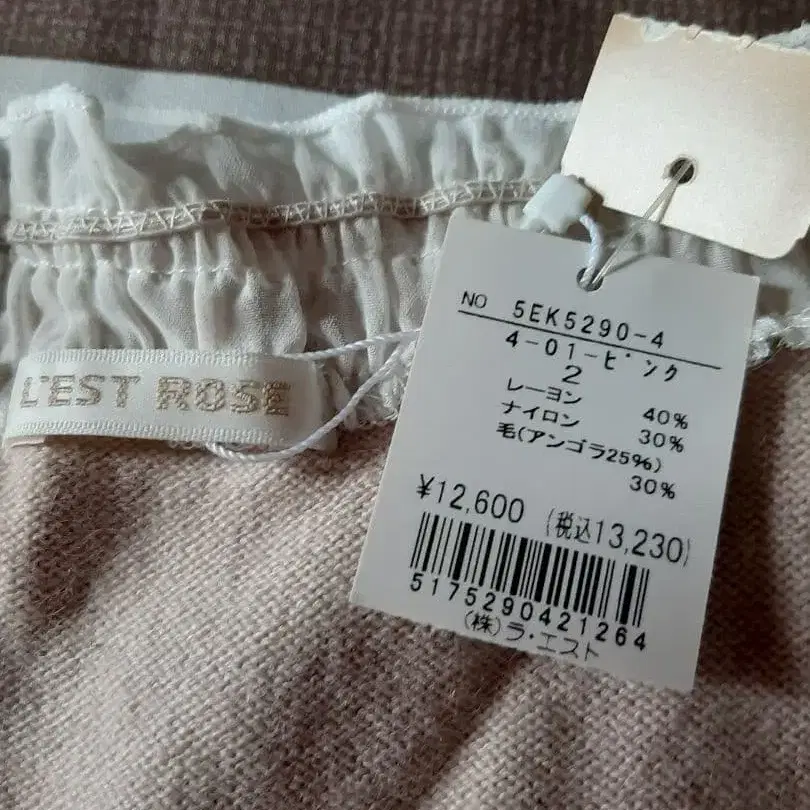 L'EST ROSE
NO 5EK5290-4
4-01-ピンク
2
レーヨン 40%
ナイロン 30%
毛(アンゴラ25%)
30%
¥12,600 (税込13,230)
5175290421264
(株)ラ・エスト